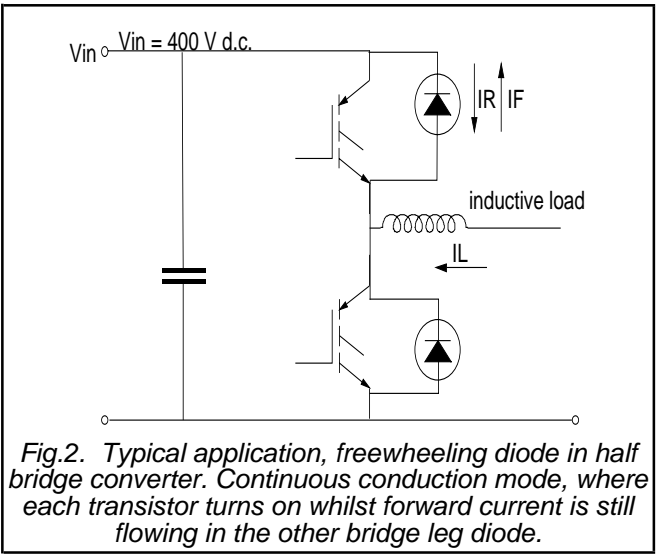 Vin Vin = 400 V d.c.
IR IF
inductive load
IL
Fig.2. Typical application, freewheeling diode in half
bridge converter. Continuous conduction mode, where
each transistor turns on whilst forward current is still
flowing in the other bridge leg diode.